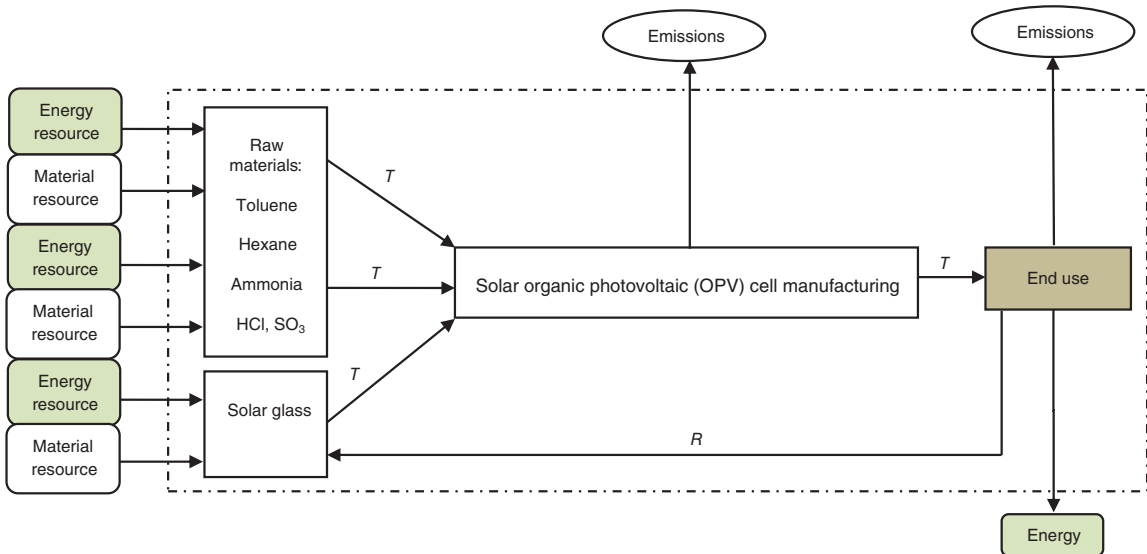 Emissions
Emissions
Energy
resource
Material
resource
Energy
resource
Material
resource
Energy
resource
Material
resource
Raw
materials:
Toluene
Hexane
Ammonia
HCl, SO₃
Solar glass
T
T
T
Solar organic photovoltaic (OPV) cell manufacturing
T
End use
R
Energy